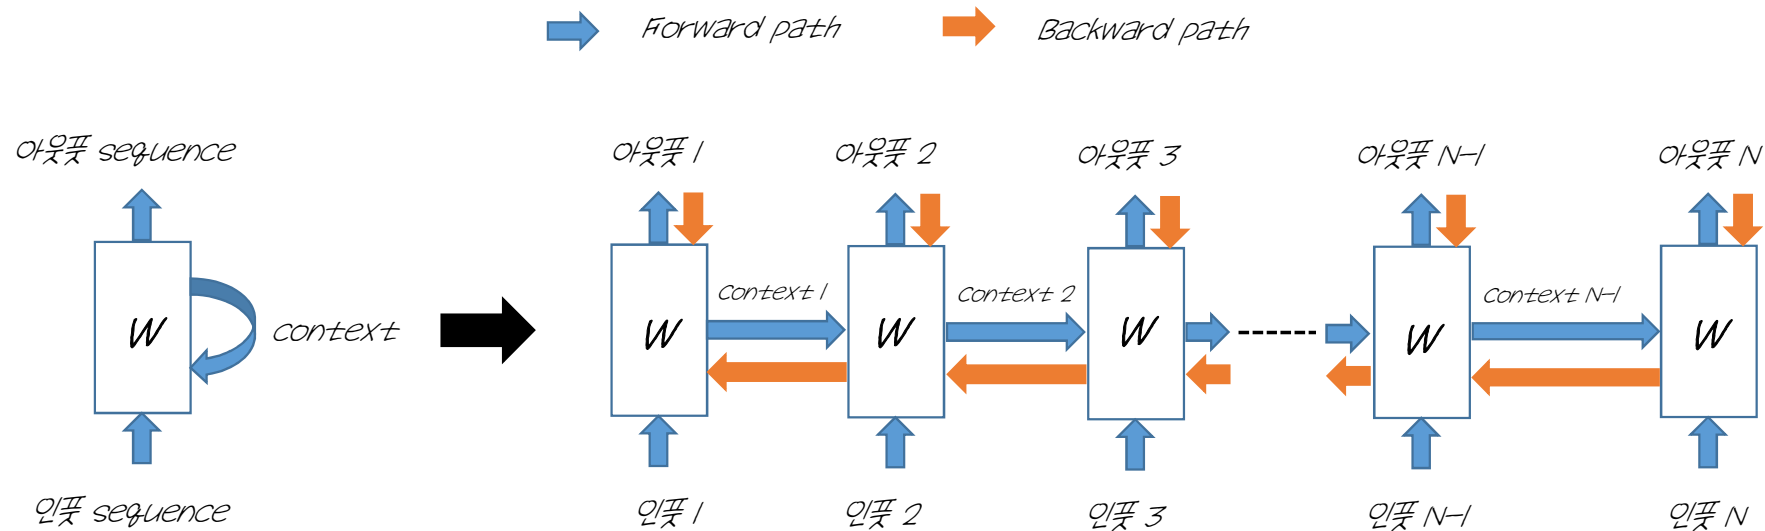 Forward path
Backward path
아웃풋 sequence
아웃풋 1
아웃풋 2
아웃풋 3
아웃풋 N-1
아웃풋 N
context 1
context 2
context N-1
W
context
W
W
W
W
W
인풋 sequence
인풋 1
인풋 2
인풋 3
인풋 N-1
인풋 N